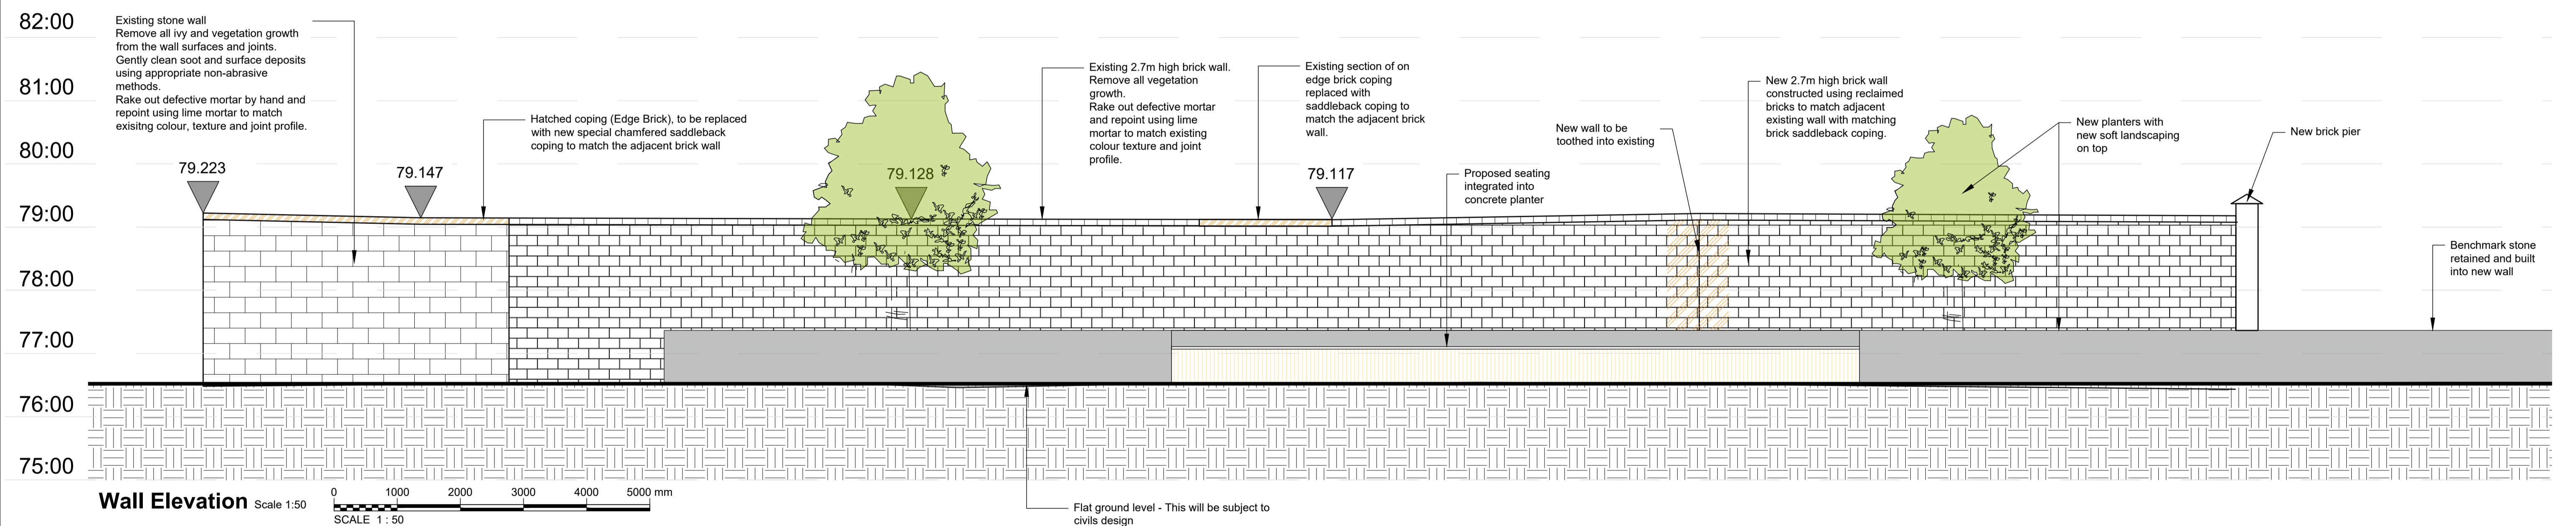 82:00
81:00
80:00
79:00
78:00
77:00
76:00
75:00
Existing stone wall
Remove all ivy and vegetation growth
from the wall surfaces and joints.
Gently clean soot and surface deposits
using appropriate non-abrasive
methods.
Rake out defective mortar by hand and
repoint using lime mortar to match
exisitng colour, texture and joint profile.
79.223
79.147
Hatched coping (Edge Brick), to be replaced
with new special chamfered saddleback
coping to match the adjacent brick wall
79.128
Existing 2.7m high brick wall.
Remove all vegetation
growth.
Rake out defective mortar
and repoint using lime
mortar to match existing
colour texture and joint
profile.
Existing section of on
edge brick coping
replaced with
saddleback coping to
match the adjacent brick
wall.
79.117
Proposed seating
integrated into
concrete planter
New wall to be
toothed into existing
New 2.7m high brick wall
constructed using reclaimed
bricks to match adjacent
existing wall with matching
brick saddleback coping.
New planters with
new soft landscaping
on top
New brick pier
Benchmark stone
retained and built
into new wall
Flat ground level - This will be subject to
civils design
Wall Elevation Scale 1:50
0 1000 2000 3000 4000 5000 mm
SCALE 1 : 50